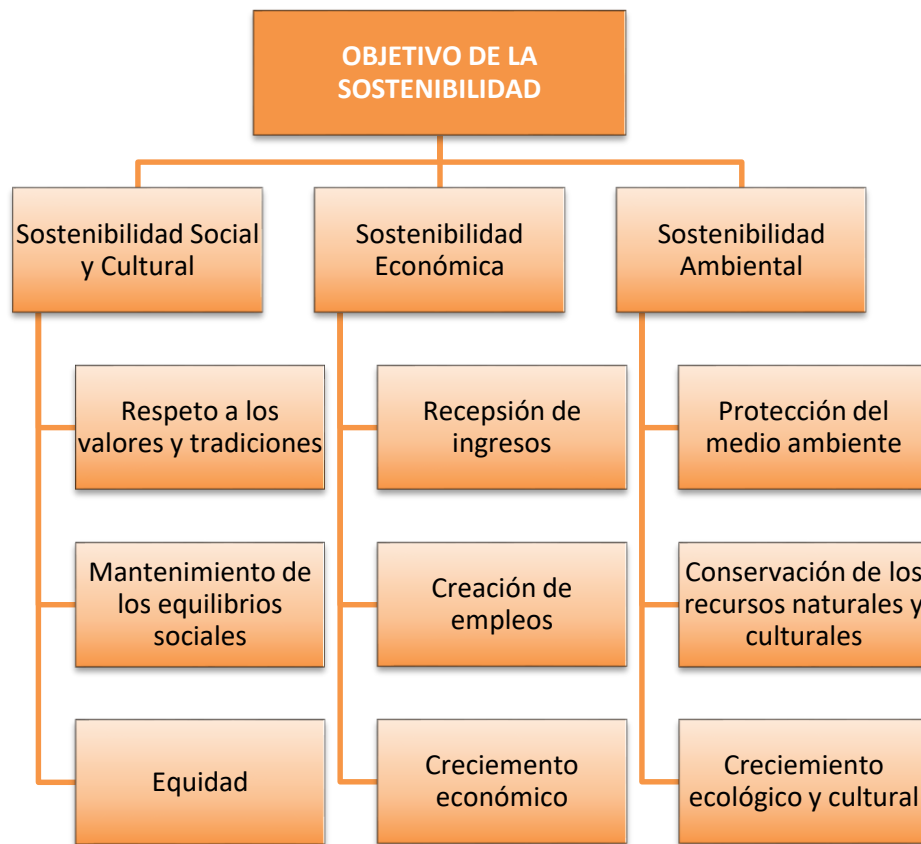 OBJETIVO DE LA
SOSTENIBILIDAD
Sostenibilidad Social
y Cultural
Sostenibilidad
Económica
Sostenibilidad
Ambiental
Respeto a los
valores y tradiciones
Recepsión de
ingresos
Protección del
medio ambiente
Mantenimiento de
los equilibrios
sociales
Creación de
empleos
Conservación de los
recursos naturales y
culturales
Equidad
Creciemento
económico
Creciemiento
ecológico y cultural